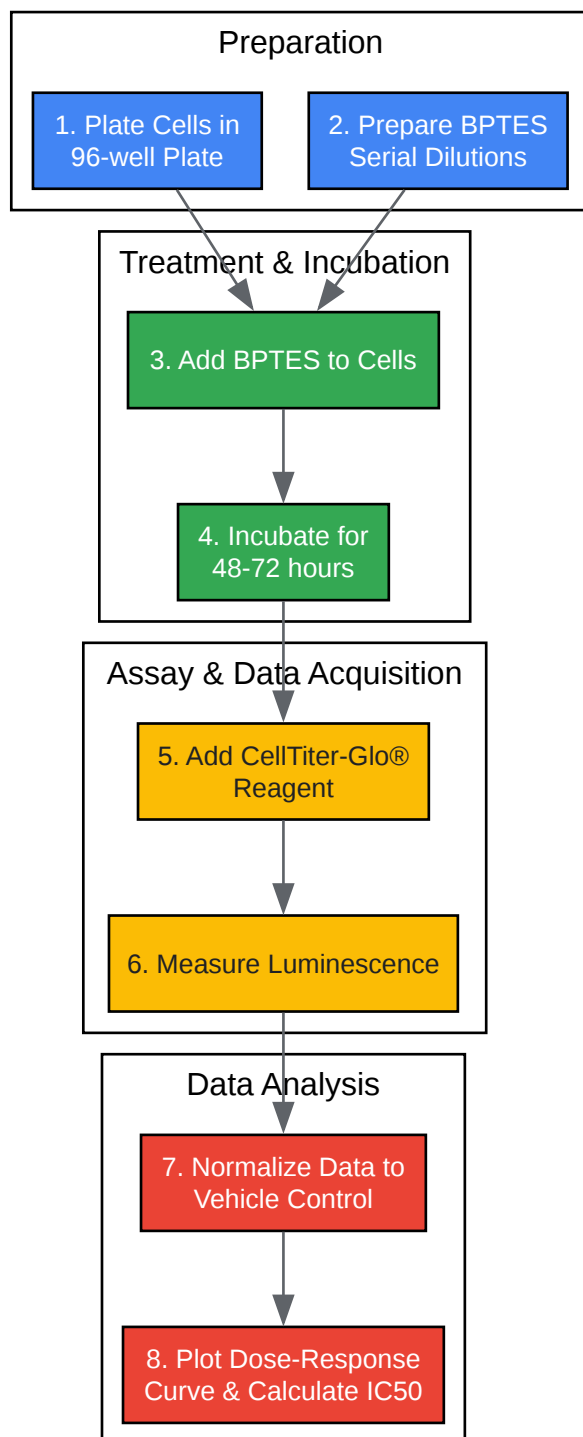 Preparation
1. Plate Cells in
96-well Plate
2. Prepare BPTES
Serial Dilutions
Treatment & Incubation
3. Add BPTES to Cells
4. Incubate for
48-72 hours
Assay & Data Acquisition
5. Add CellTiter-Glo®
Reagent
6. Measure Luminescence
Data Analysis
7. Normalize Data to
Vehicle Control
8. Plot Dose-Response
Curve & Calculate IC50